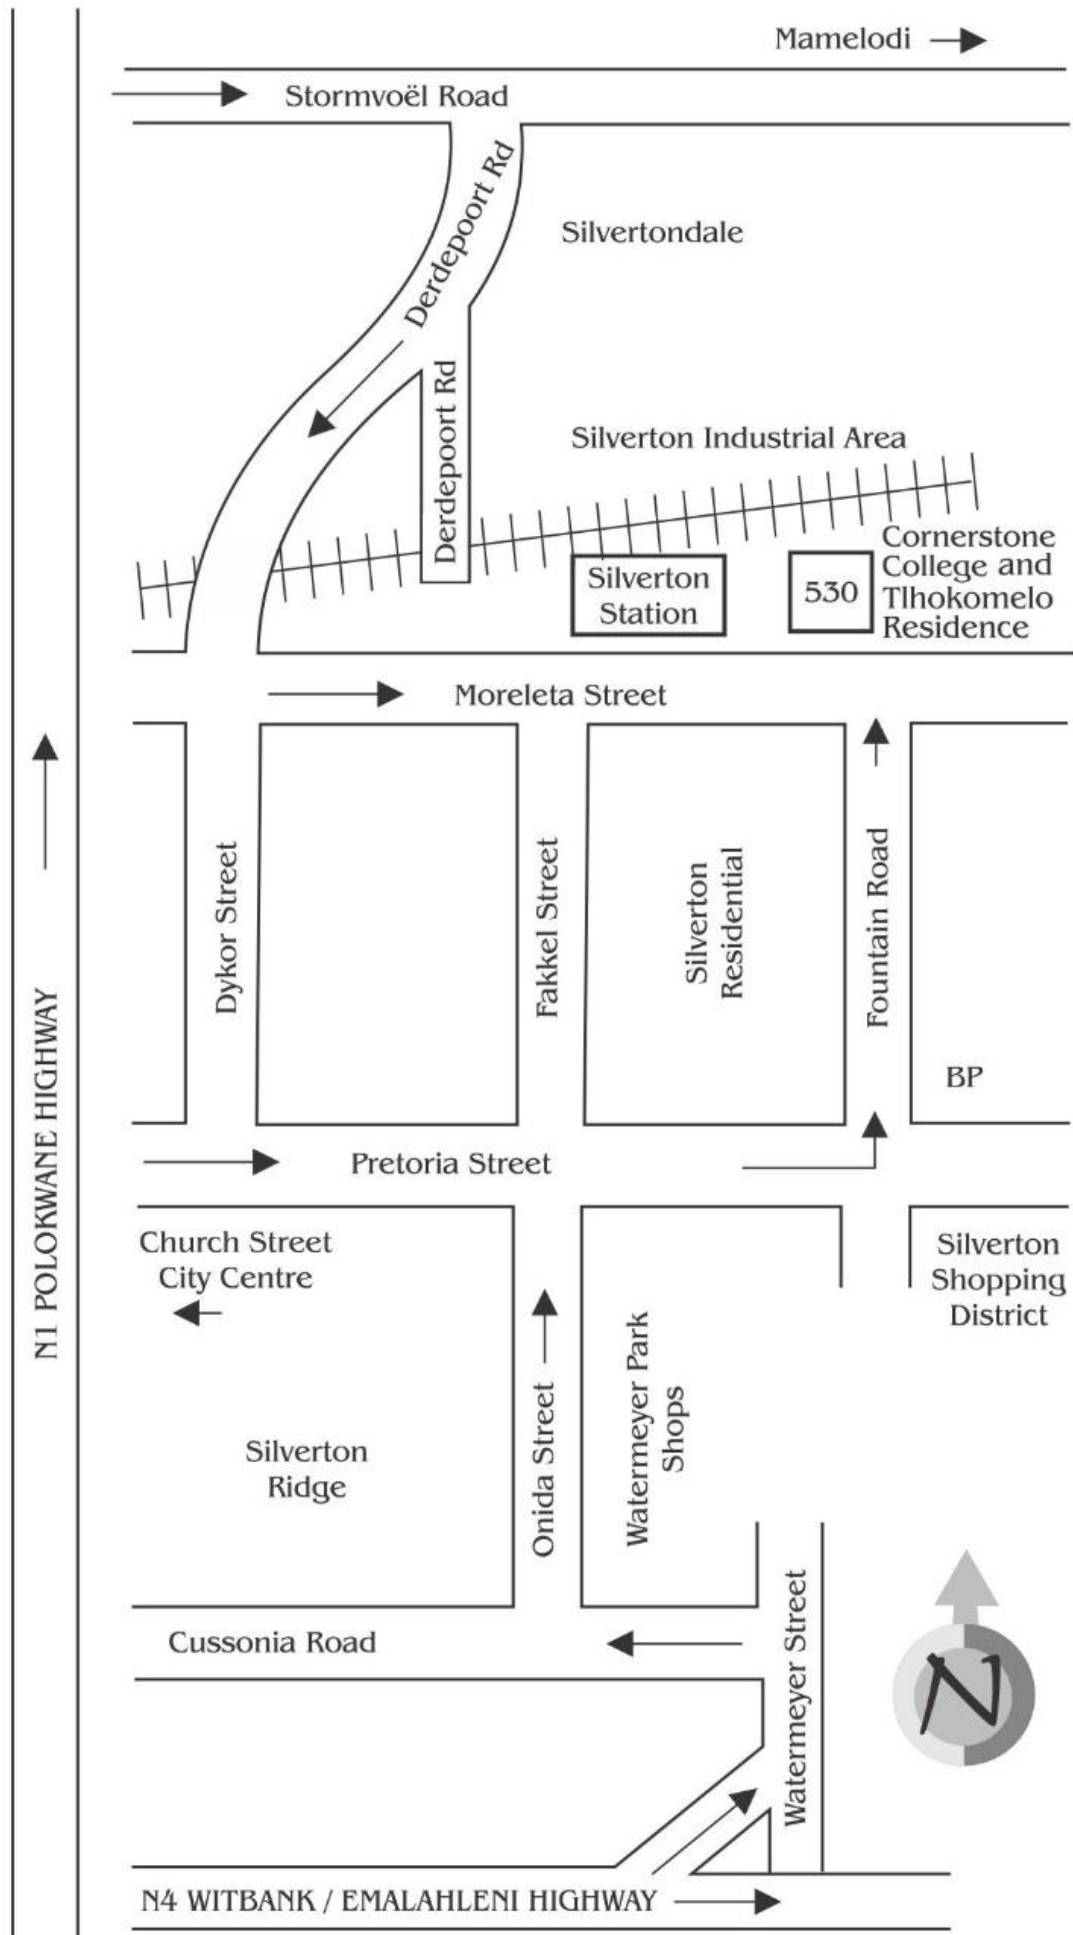 Mamelodi
Stormvoël Road
Derdepoort Rd
Silvertondale
Derdepoort Rd
Silverton Industrial Area
Silverton
Station
530
Cornerstone
College and
Tlhokomelo
Residence
Moreleta Street
Dykor Street
Fakkel Street
Silverton
Residential
Fountain Road
BP
N1 POLOKWANE HIGHWAY
Pretoria Street
Church Street
City Centre
Silverton
Shopping
District
Silverton
Ridge
Onida Street
Watermeyer Park
Shops
Cussonia Road
Watermeyer Street
N
N4 WITBANK / EMALAHLENI HIGHWAY